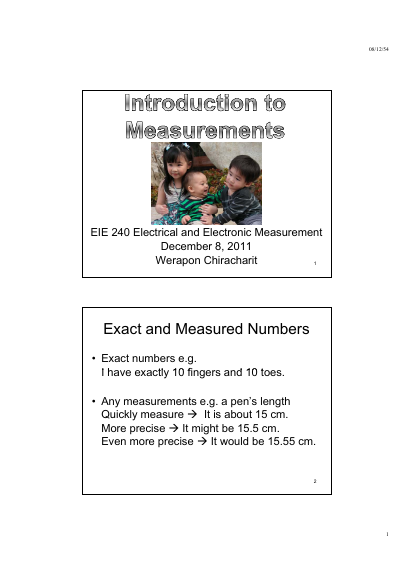 08/12/54
Introduction to
Measurements
EIE 240 Electrical and Electronic Measurement
December 8, 2011
Werapon Chiracharit
1
Exact and Measured Numbers
• Exact numbers e.g.
I have exactly 10 fingers and 10 toes.
• Any measurements e.g. a pen's length
Quickly measure → It is about 15 cm.
More precise → It might be 15.5 cm.
Even more precise → It would be 15.55 cm.
2
1